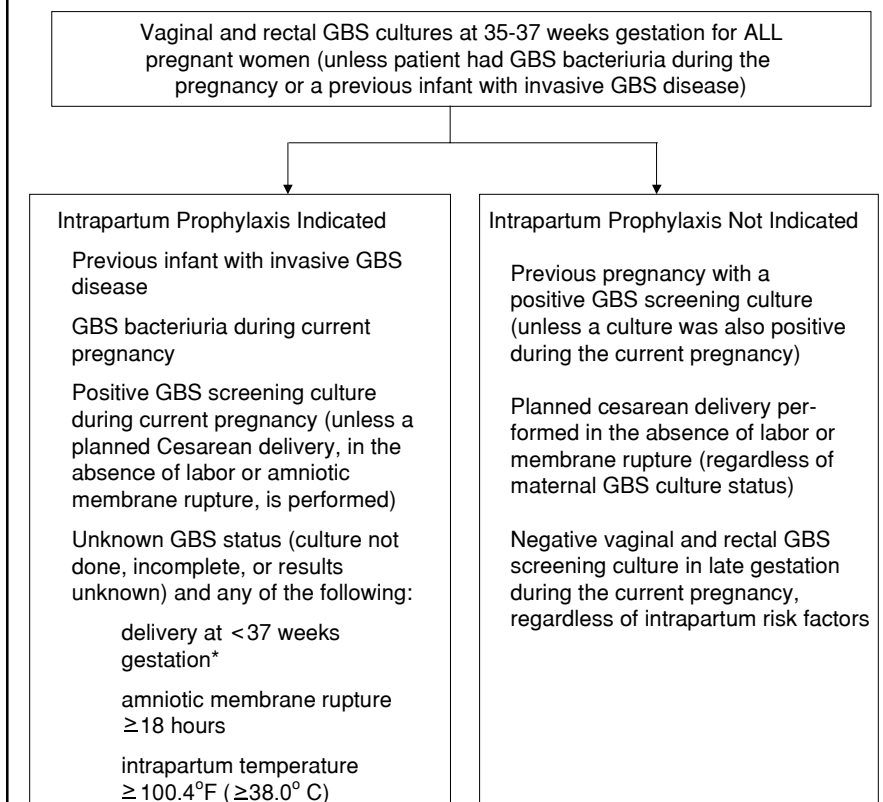 Vaginal and rectal GBS cultures at 35-37 weeks gestation for ALL
pregnant women (unless patient had GBS bacteriuria during the
pregnancy or a previous infant with invasive GBS disease)
Intrapartum Prophylaxis Indicated
Previous infant with invasive GBS
disease
GBS bacteriuria during current
pregnancy
Positive GBS screening culture
during current pregnancy (unless a
planned Cesarean delivery, in the
absence of labor or amniotic
membrane rupture, is performed)
Unknown GBS status (culture not
done, incomplete, or results
unknown) and any of the following:
delivery at <37 weeks
gestation*
amniotic membrane rupture
≥18 hours
intrapartum temperature
≥100.4°F (≥38.0° C)
Intrapartum Prophylaxis Not Indicated
Previous pregnancy with a
positive GBS screening culture
(unless a culture was also positive
during the current pregnancy)
Planned cesarean delivery per-
formed in the absence of labor or
membrane rupture (regardless of
maternal GBS culture status)
Negative vaginal and rectal GBS
screening culture in late gestation
during the current pregnancy,
regardless of intrapartum risk factors